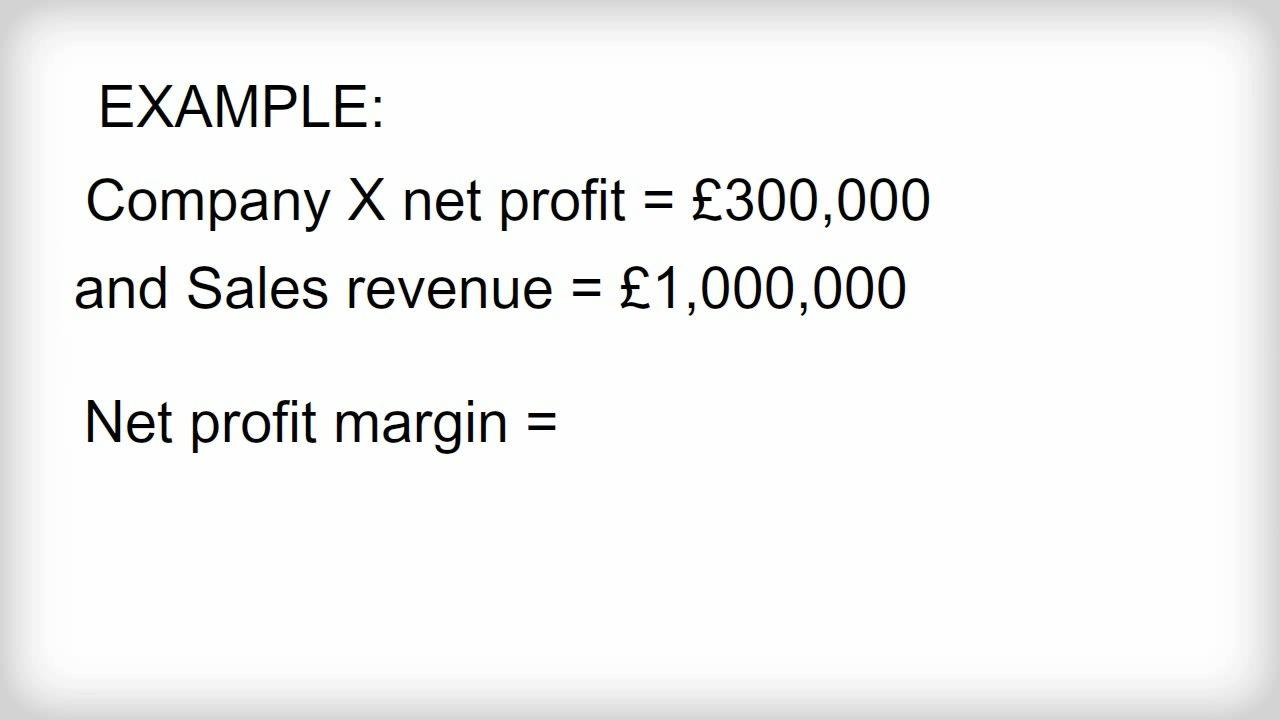 EXAMPLE:
Company X net profit = £300,000
and Sales revenue = £1,000,000
Net profit margin =